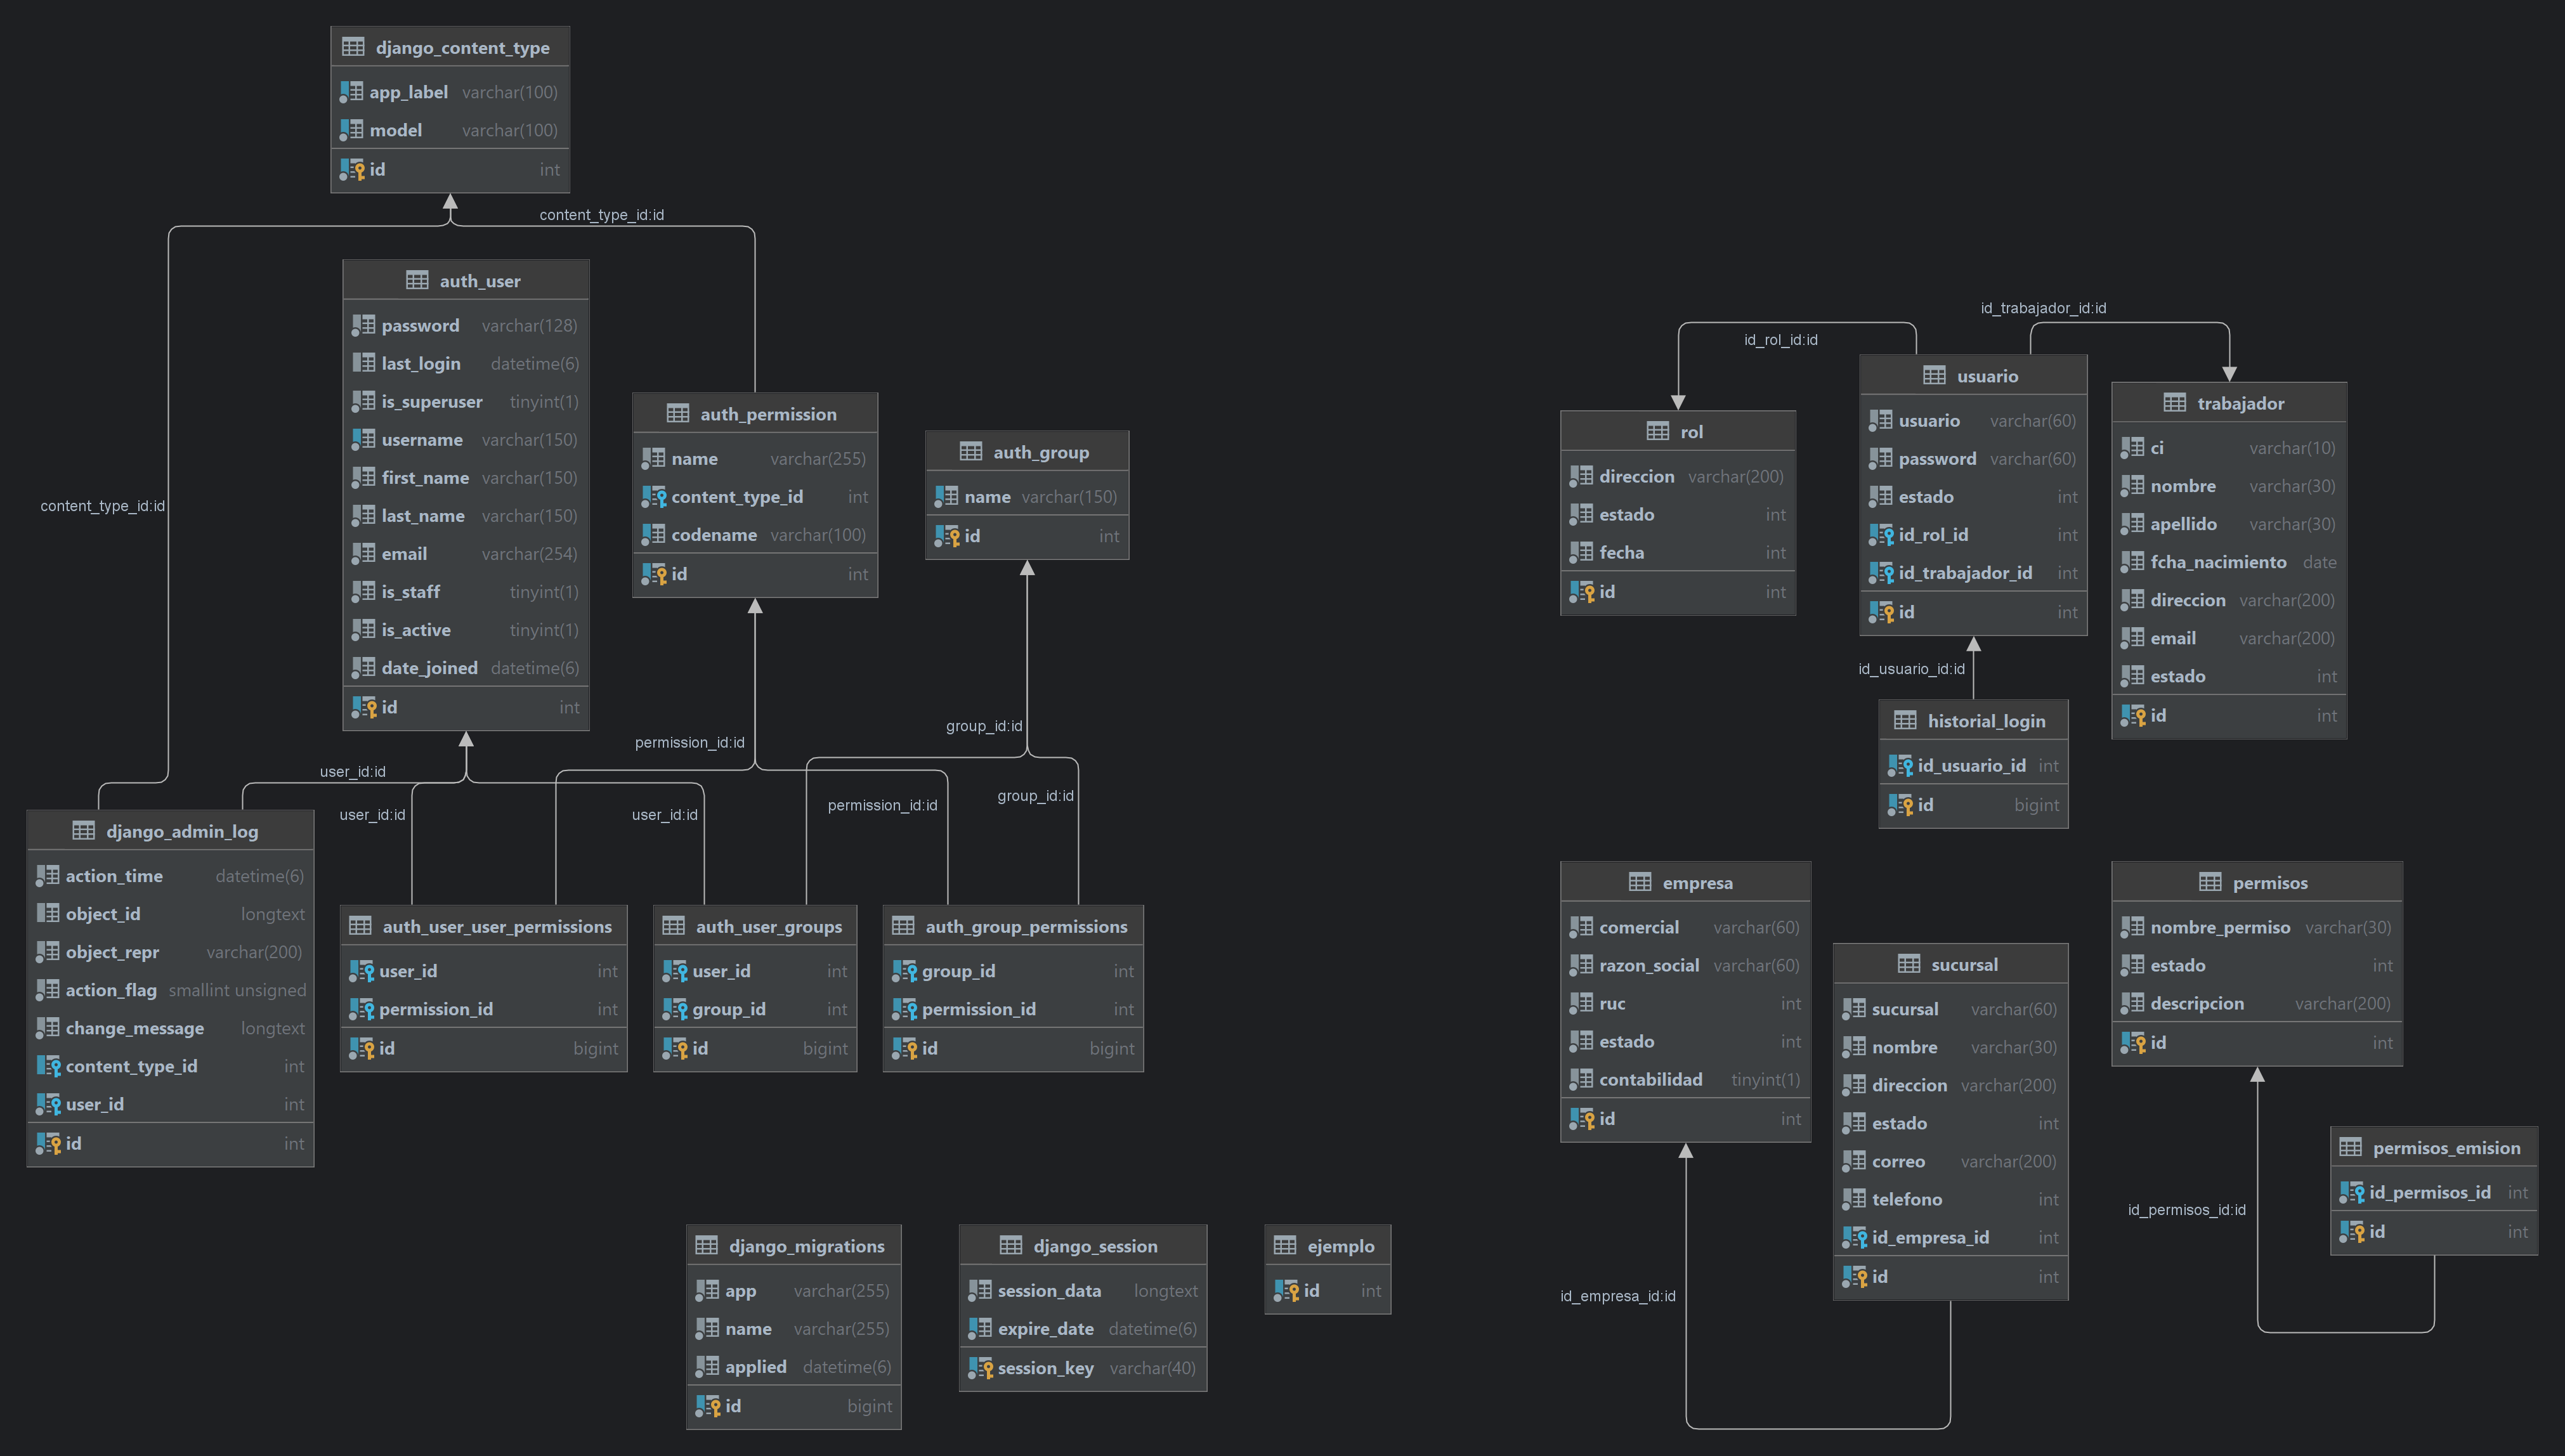 django_content_type
app_label varchar(100)
model varchar(100)
id int
content_type_id:id
content_type_id:id
auth_user
password varchar(128)
last_login datetime(6)
is_superuser tinyint(1)
username varchar(150)
first_name varchar(150)
last_name varchar(150)
email varchar(254)
is_staff tinyint(1)
is_active tinyint(1)
date_joined datetime(6)
id int
auth_permission
name varchar(255)
content_type_id int
codename varchar(100)
id int
auth_group
name varchar(150)
id int
user_id:id
user_id:id
user_id:id
permission_id:id
permission_id:id
group_id:id
group_id:id
django_admin_log
action_time datetime(6)
object_id longtext
object_repr varchar(200)
action_flag smallint unsigned
change_message longtext
content_type_id int
user_id int
id int
auth_user_user_permissions
user_id int
permission_id int
id bigint
auth_user_groups
user_id int
group_id int
id bigint
auth_group_permissions
group_id int
permission_id int
id bigint
django_migrations
app varchar(255)
name varchar(255)
applied datetime(6)
id bigint
django_session
session_data longtext
expire_date datetime(6)
session_key varchar(40)
ejemplo
id int
id_rol_id:id
id_trabajador_id:id
rol
direccion varchar(200)
estado int
fecha int
id int
usuario
usuario varchar(60)
password varchar(60)
estado int
id_rol_id int
id_trabajador_id int
id int
trabajador
ci varchar(10)
nombre varchar(30)
apellido varchar(30)
fcha_nacimiento date
direccion varchar(200)
email varchar(200)
estado int
id int
id_usuario_id:id
historial_login
id_usuario_id int
id bigint
empresa
comercial varchar(60)
razon_social varchar(60)
ruc int
estado int
contabilidad tinyint(1)
id int
id_empresa_id:id
sucursal
sucursal varchar(60)
nombre varchar(30)
direccion varchar(200)
estado int
correo varchar(200)
telefono int
id_empresa_id int
id int
permisos
nombre_permiso varchar(30)
estado int
descripcion varchar(200)
id int
id_permisos_id:id
permisos_emision
id_permisos_id int
id int